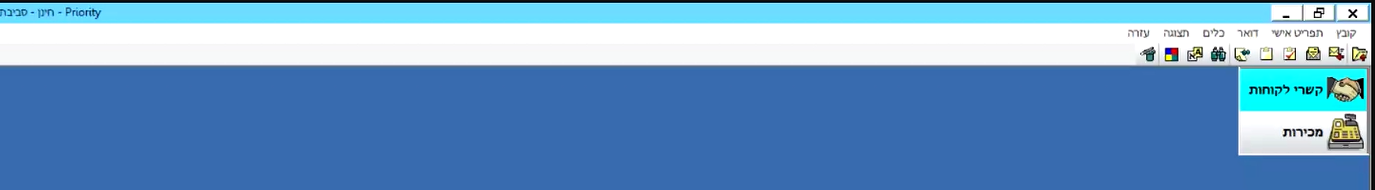 Priority - חינן - סביבת
קובץ תפריט אישי דואר כלים תצוגה עזרה
קשרי לקוחות
מכירות